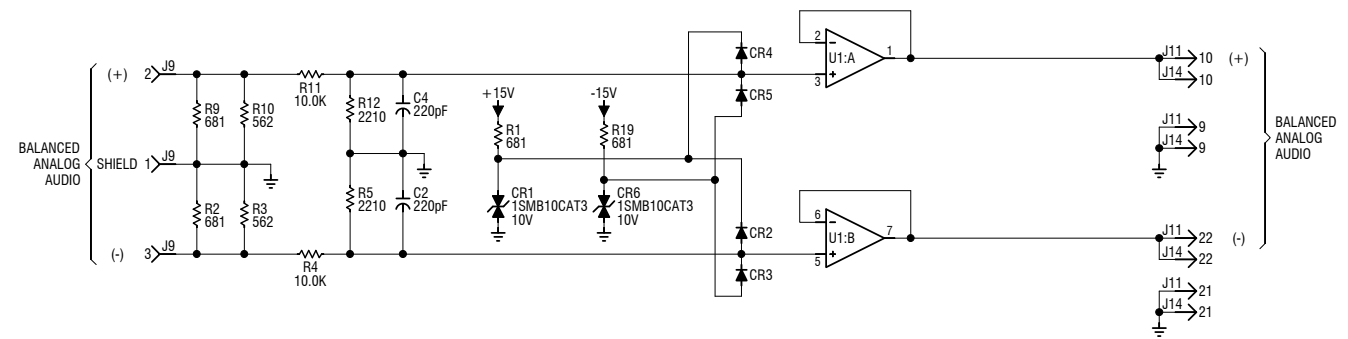 BALANCED
ANALOG
AUDIO
(+)
2
J9
SHIELD
1
J9
(-)
3
J9
R9
681
R10
562
R2
681
R3
562
R11
10.0K
R4
10.0K
R12
2210
C4
220pF
R5
2210
C2
220pF
+15V
R1
681
CR1
1SMB10CAT3
10V
-15V
R19
681
CR6
1SMB10CAT3
10V
CR4
CR5
CR2
CR3
2
-
U1:A
1
3
+
6
-
U1:B
7
5
+
J11
10
(+)
J14
10
J11
9
J14
9
J11
22
(-)
J14
22
J11
21
J14
21
BALANCED
ANALOG
AUDIO